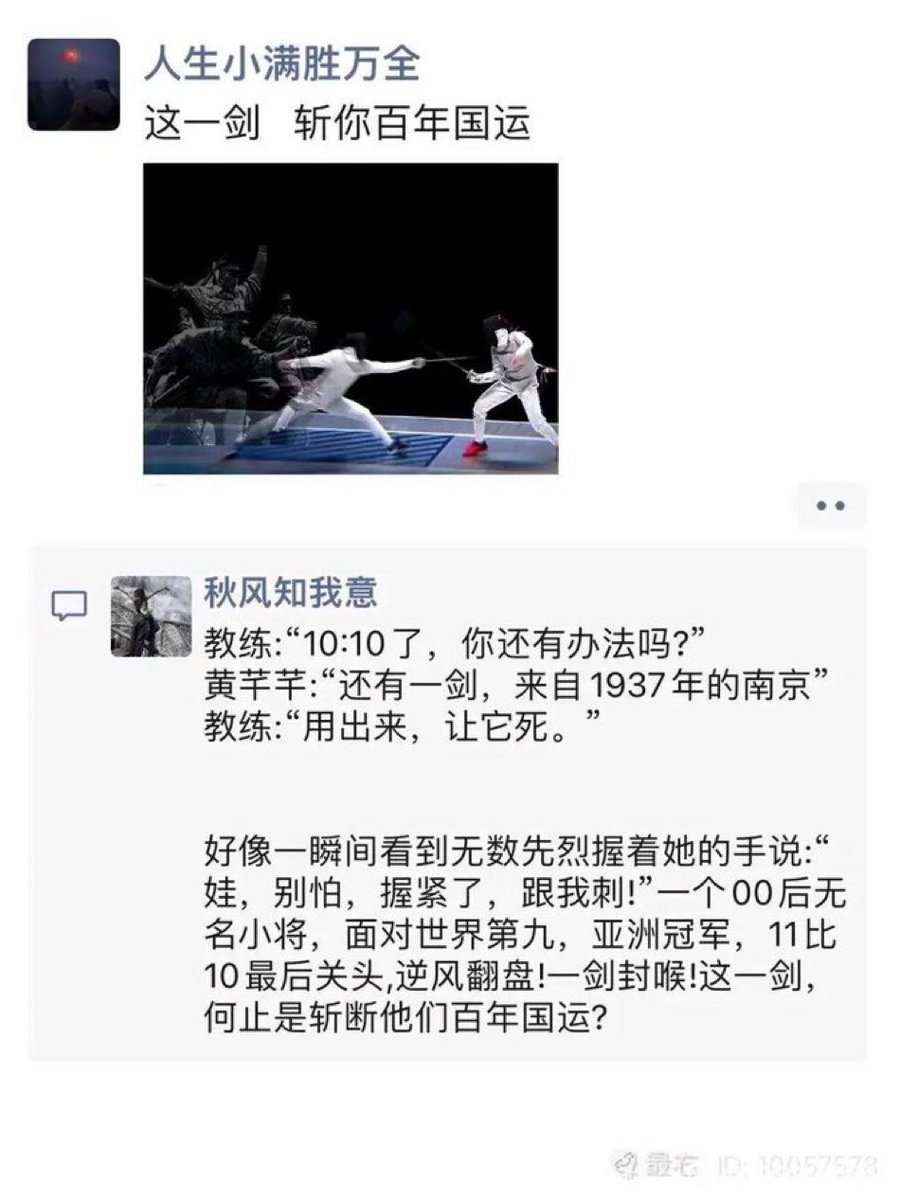 人生小满胜万全
这一剑 斩你百年国运
秋风知我意
教练:“10:10了，你还有办法吗?”
黄芊芊:“还有一剑，来自1937年的南京”
教练:“用出来，让它死。”
好像一瞬间看到无数先烈握着她的手说:“
娃，别怕，握紧了，跟我刺!”一个00后无
名小将，面对世界第九，亚洲冠军，11比
10最后关头,逆风翻盘!一剑封喉!这一剑，
何止是斩断他们百年国运?
最右 ID: 10057578